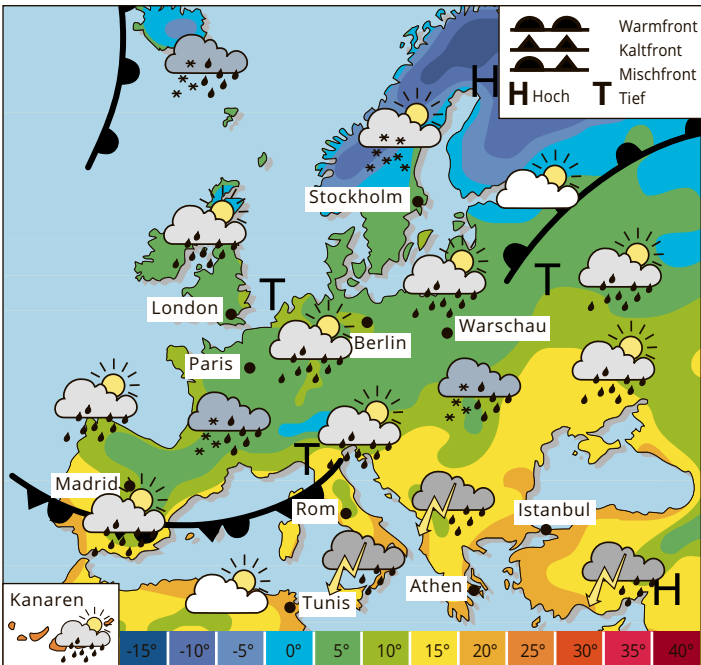 Warmfront
Kaltfront
Mischfront
H Hoch T Tief
H
Stockholm
T
T
London
Warschau
Berlin
Paris
T
Madrid
Rom
Istanbul
Athen
H
Kanaren
Tunis
-15° -10° -5° 0° 5° 10° 15° 20° 25° 30° 35° 40°